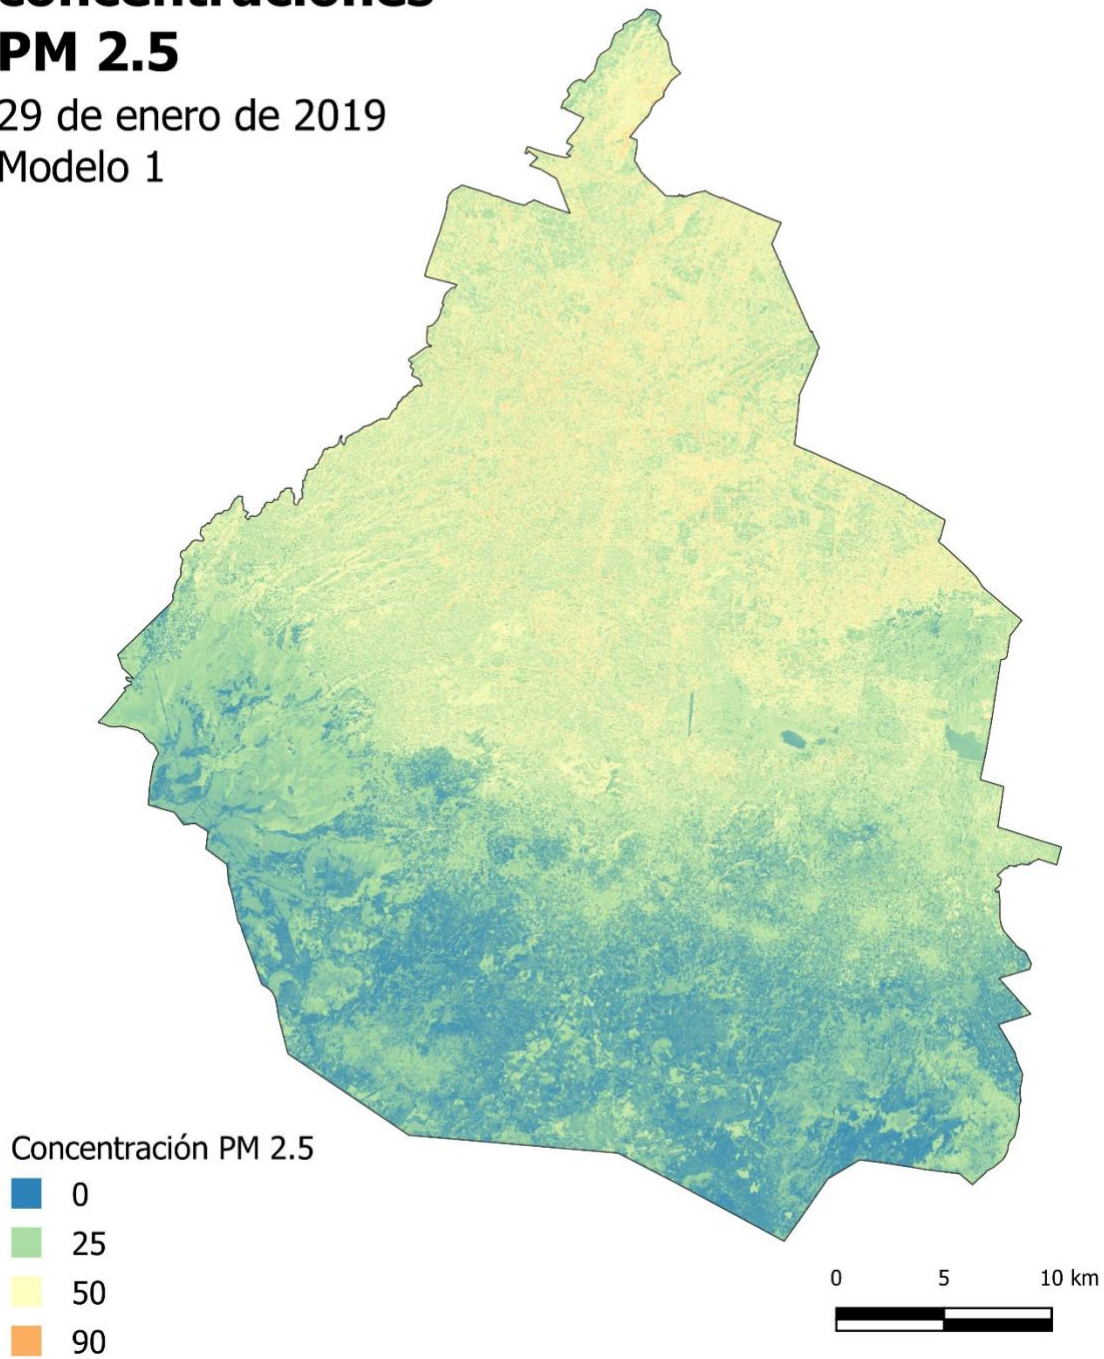 concentraciones
PM 2.5
29 de enero de 2019
Modelo 1
Concentración PM 2.5
0
25
50
90
0 5 10 km